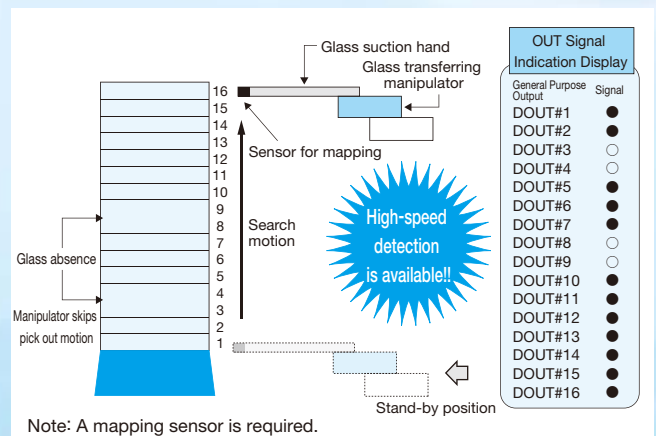 Glass suction hand
Glass transferring
manipulator
Sensor for mapping
Search
motion
16
15
14
13
12
11
10
9
8
7
6
5
4
3
2
1
Glass absence
Manipulator skips
pick out motion
High-speed
detection
is available!!
Stand-by position
Note: A mapping sensor is required.
OUT Signal
Indication Display
General Purpose
Output Signal
DOUT#1 ●
DOUT#2 ●
DOUT#3 ○
DOUT#4 ○
DOUT#5 ●
DOUT#6 ●
DOUT#7 ●
DOUT#8 ○
DOUT#9 ○
DOUT#10 ●
DOUT#11 ●
DOUT#12 ●
DOUT#13 ●
DOUT#14 ●
DOUT#15 ●
DOUT#16 ●